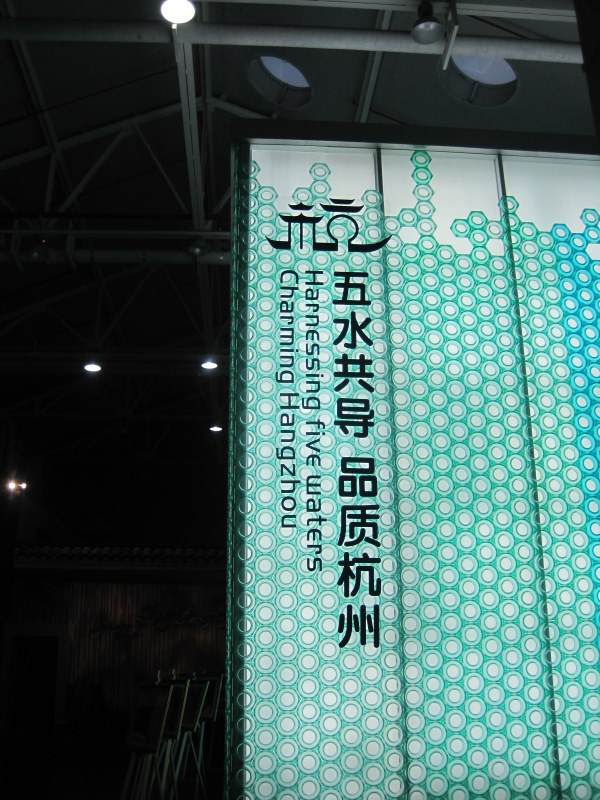 五水共导 品质杭州
Harnessing five waters
Charming Hangzhou